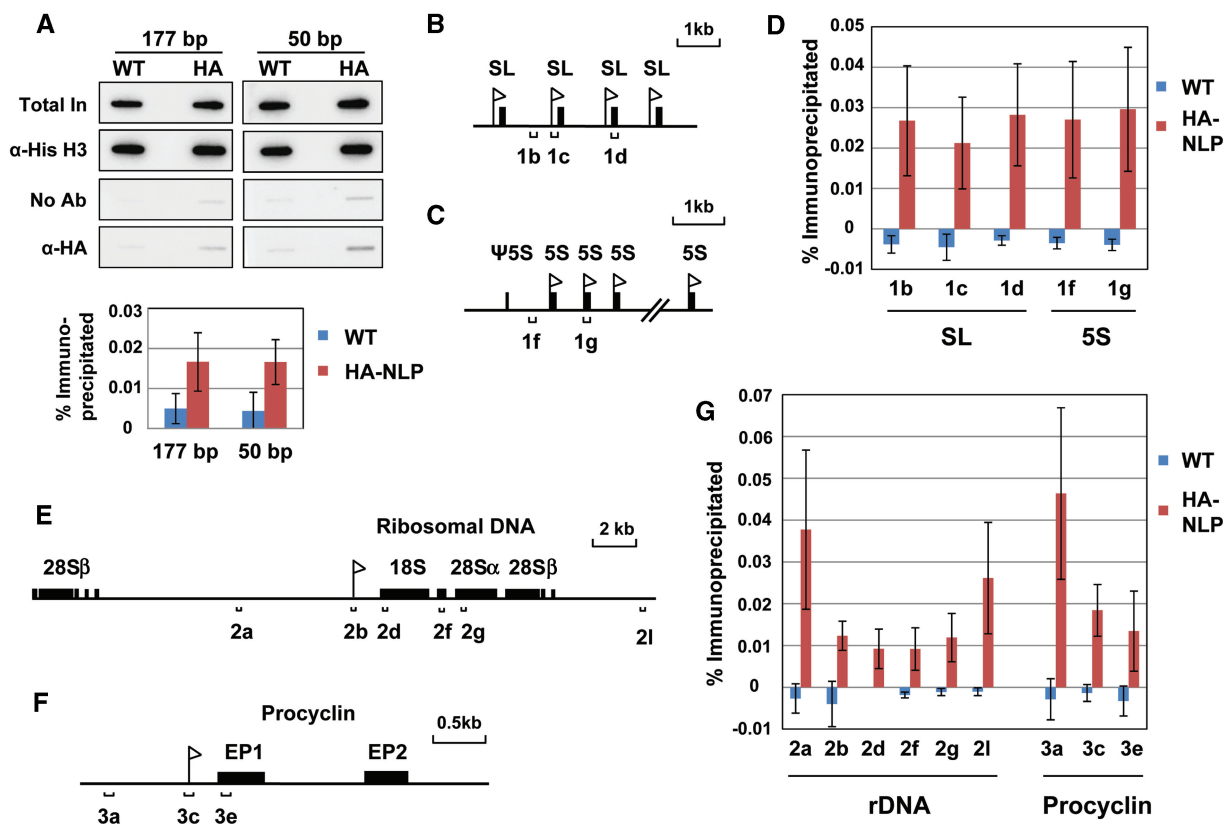 A
177 bp
50 bp
WT HA WT HA
Total In
α-His H3
No Ab
α-HA
% Immuno-
precipitated
0.03
0.02
0.01
0
177 bp 50 bp
WT
HA-NLP
B
1kb
SL SL SL SL
1b 1c 1d
C
1kb
Ψ5S 5S 5S 5S 5S
1f 1g
D
% Immunoprecipitated
0.05
0.04
0.03
0.02
0.01
0
-0.01
1b 1c 1d 1f 1g
SL 5S
WT
HA-
NLP
E
Ribosomal DNA
2 kb
28Sβ 18S 28Sα 28Sβ
2a 2b 2d 2f 2g 2l
F
Procyclin
0.5kb
EP1 EP2
3a 3c 3e
G
% Immunoprecipitated
0.07
0.06
0.05
0.04
0.03
0.02
0.01
0
-0.01
2a 2b 2d 2f 2g 2l 3a 3c 3e
rDNA Procyclin
WT
HA-
NLP